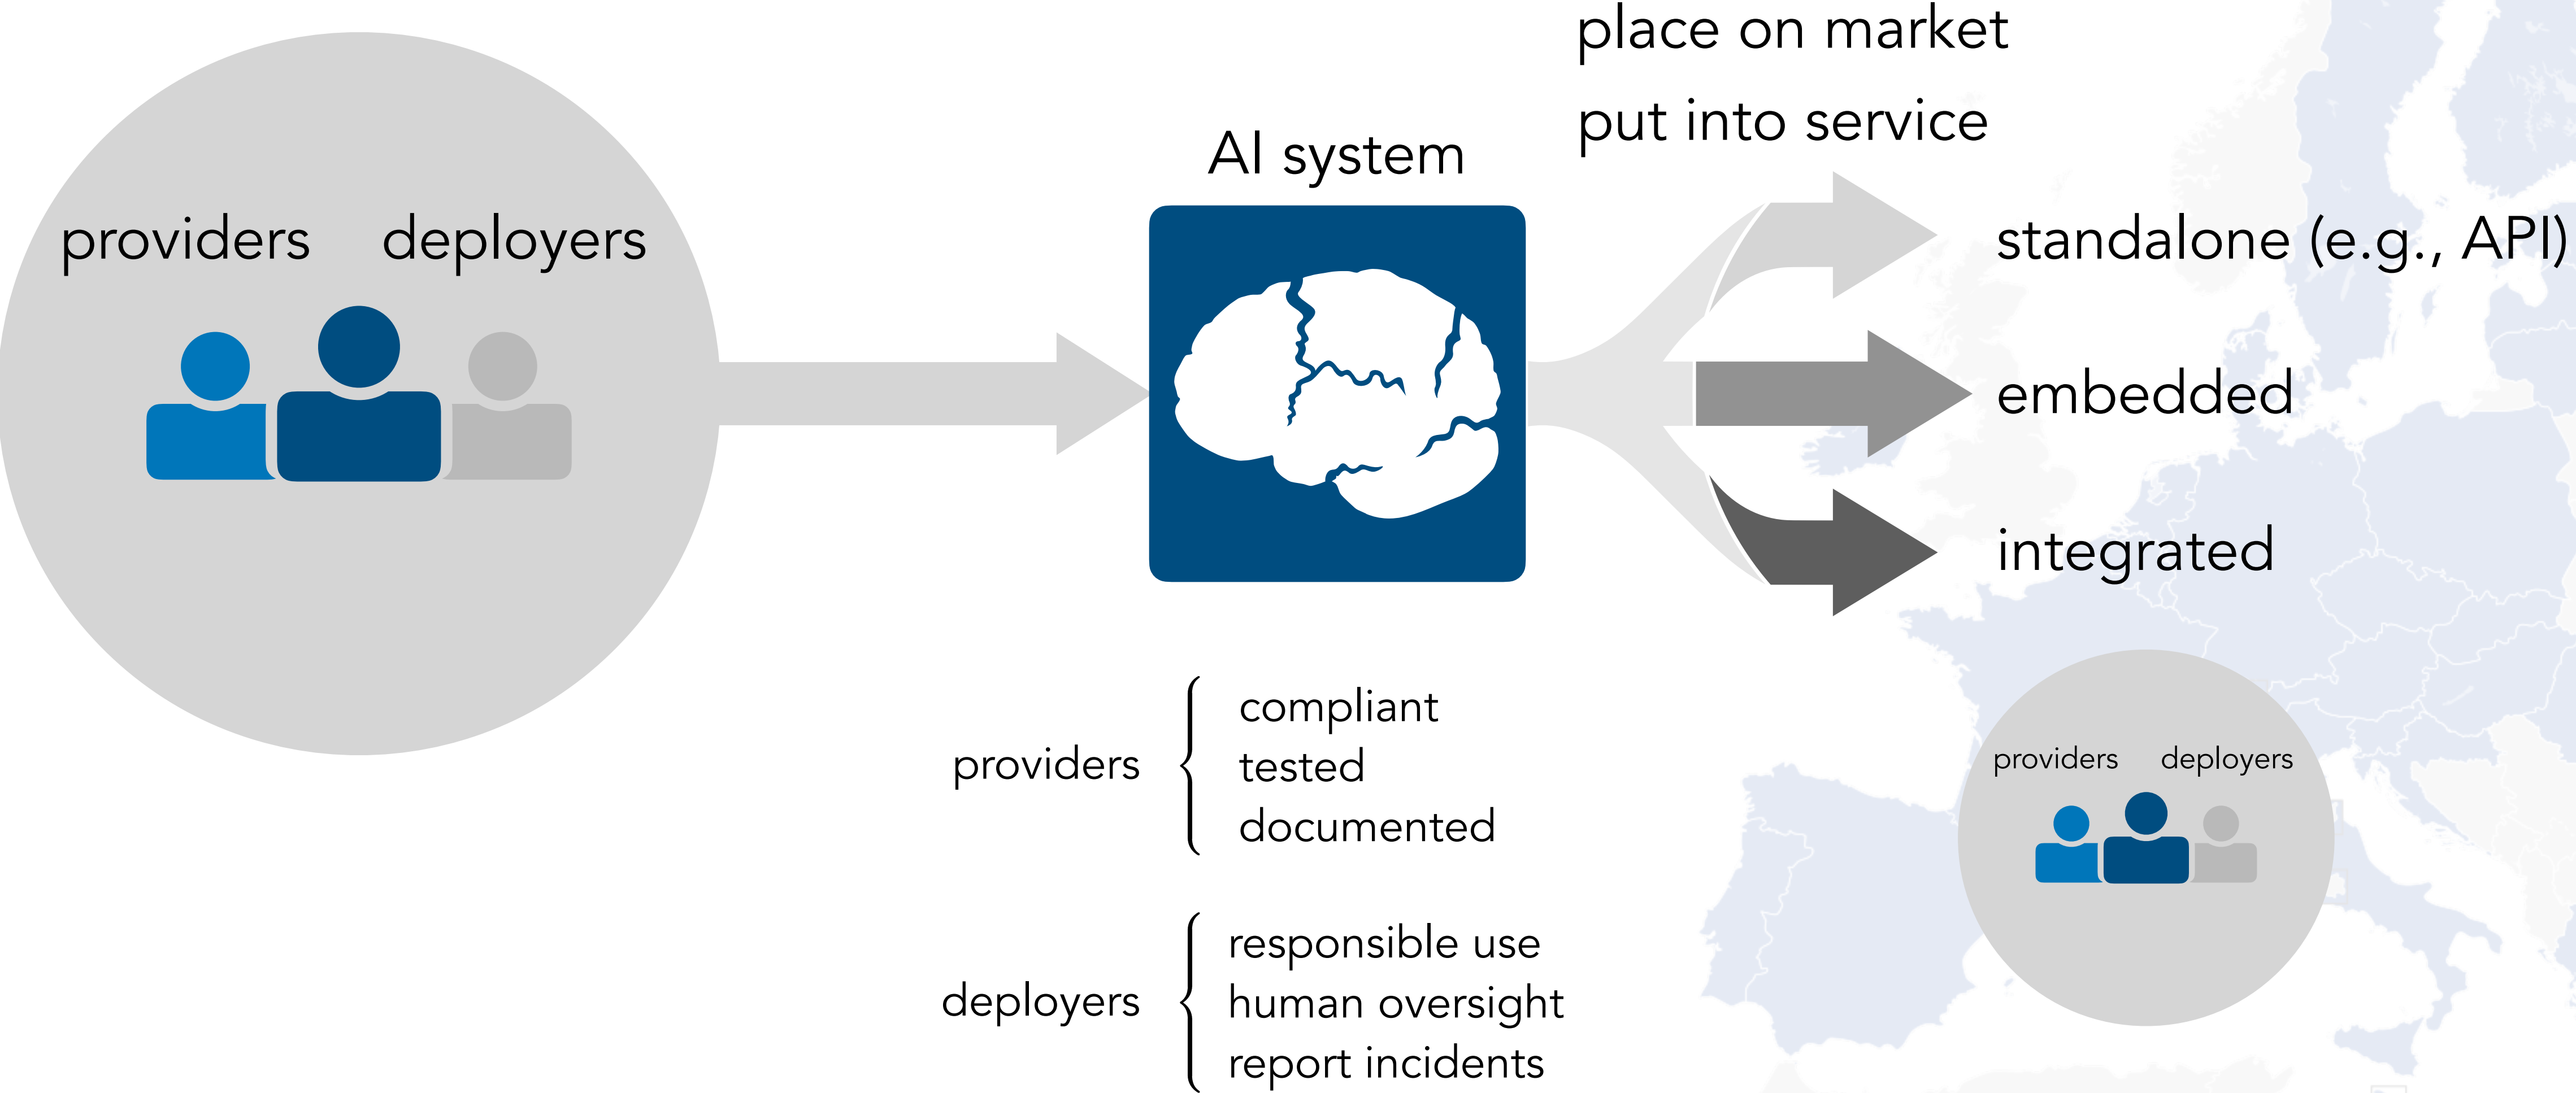 place on market
put into service
AI system
providers deployers
standalone (e.g., API)
embedded
integrated
providers
compliant
tested
documented
deployers
responsible use
human oversight
report incidents
providers deployers